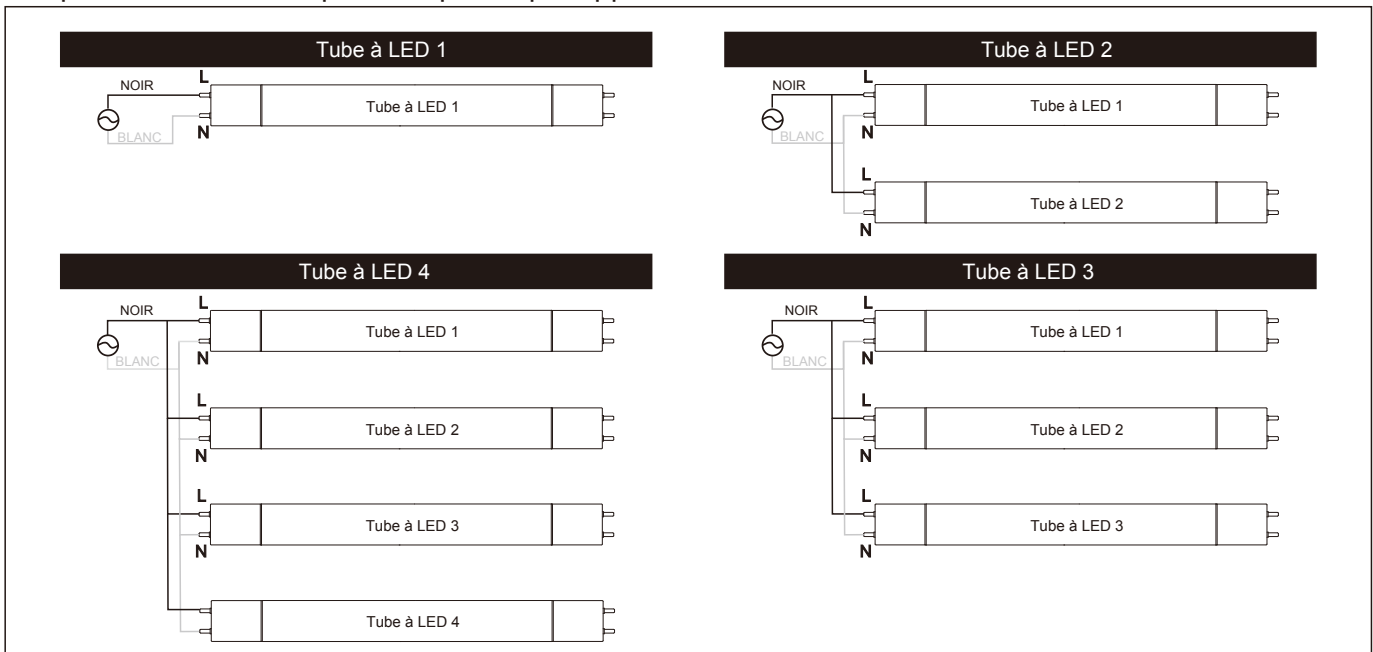 Tube à LED 1
NOIR
L
Tube à LED 1
BLANC
N
Tube à LED 2
NOIR
L
Tube à LED 1
BLANC
N
L
Tube à LED 2
N
Tube à LED 4
NOIR
L
Tube à LED 1
BLANC
N
L
Tube à LED 2
N
L
Tube à LED 3
N
Tube à LED 4
Tube à LED 3
NOIR
L
Tube à LED 1
BLANC
N
L
Tube à LED 2
N
L
Tube à LED 3
N